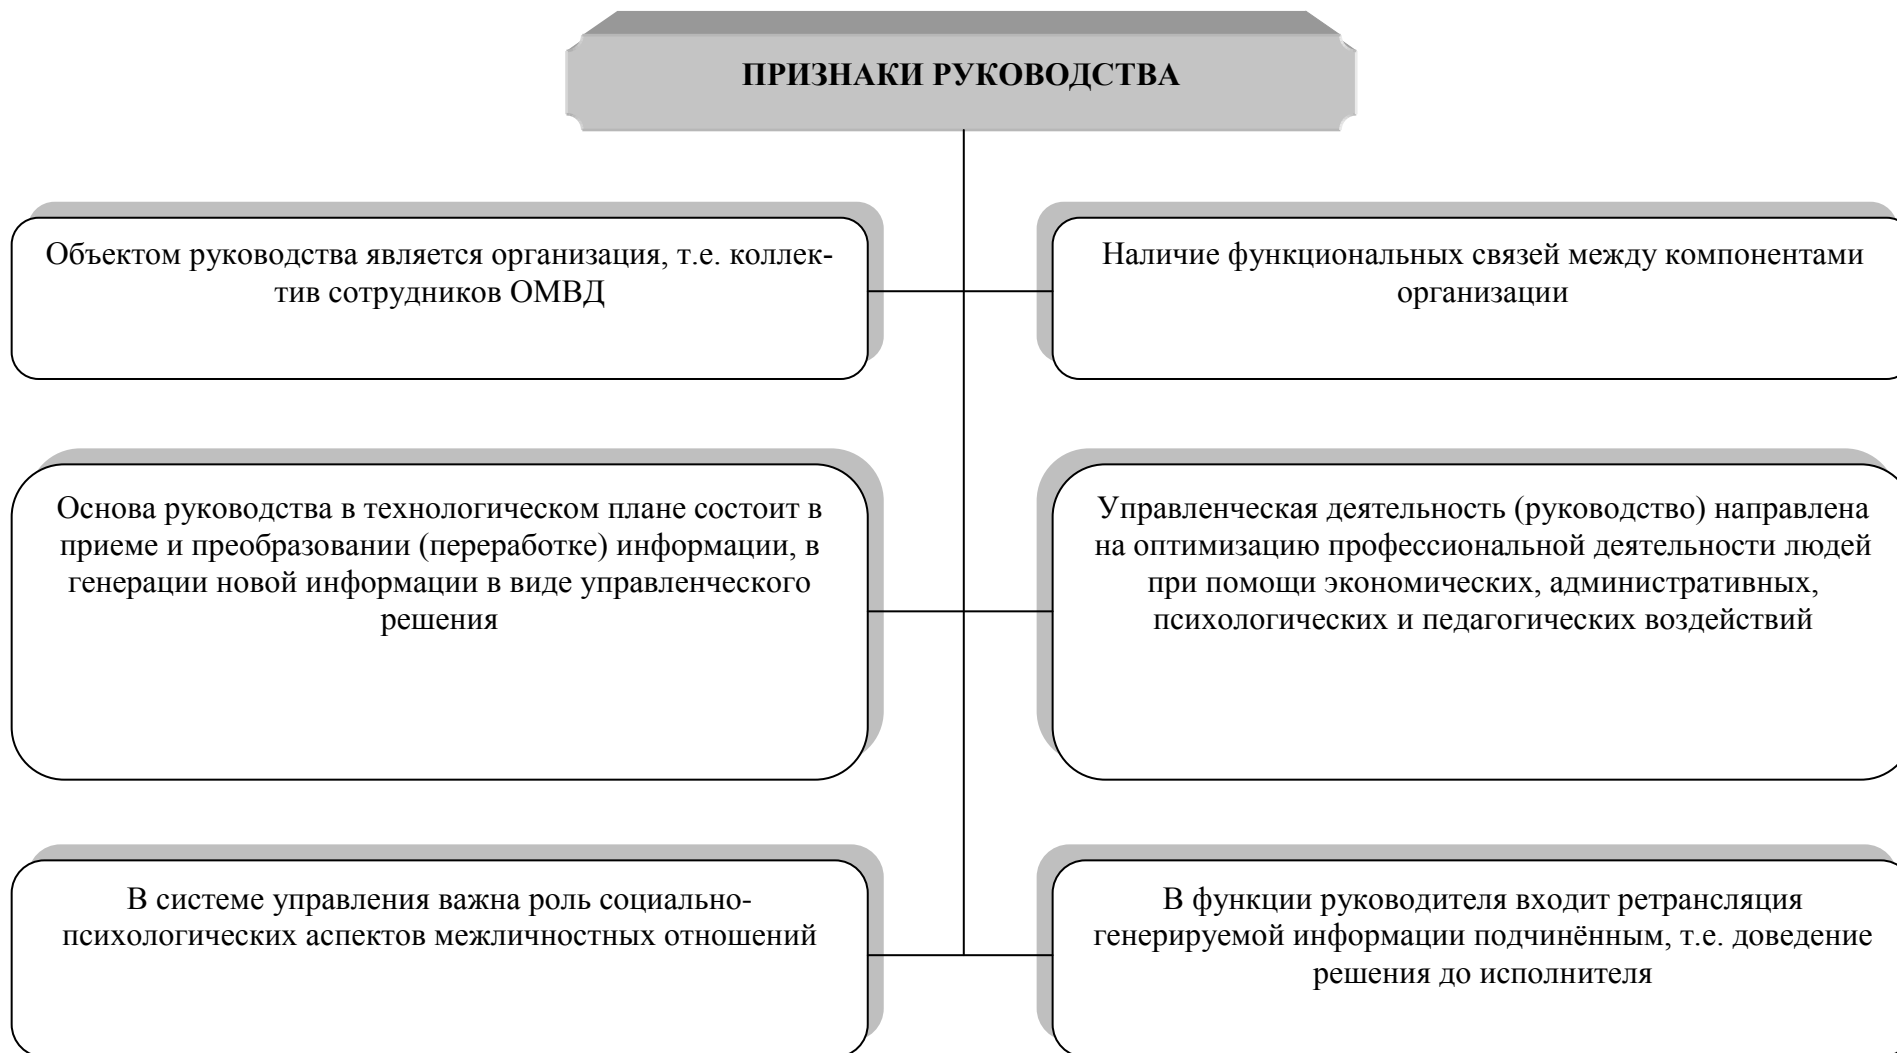 ПРИЗНАКИ РУКОВОДСТВА
Объектом руководства является организация, т.е. коллек-
тив сотрудников ОМВД
Наличие функциональных связей между компонентами
организации
Основа руководства в технологическом плане состоит в
приеме и преобразовании (переработке) информации, в
генерации новой информации в виде управленческого
решения
Управленческая деятельность (руководство) направлена
на оптимизацию профессиональной деятельности людей
при помощи экономических, административных,
психологических и педагогических воздействий
В системе управления важна роль социально-
психологических аспектов межличностных отношений
В функции руководителя входит ретрансляция
генерируемой информации подчинённым, т.е. доведение
решения до исполнителя